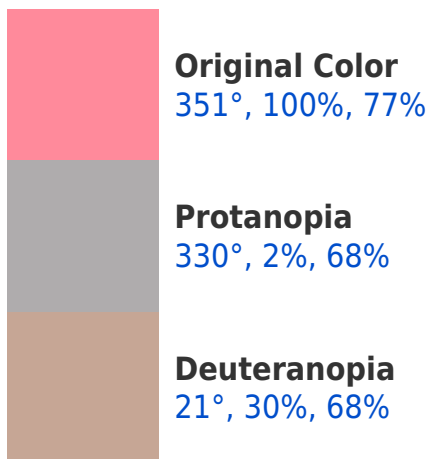 Original Color
351°, 100%, 77%
Protanopia
330°, 2%, 68%
Deuteranopia
21°, 30%, 68%